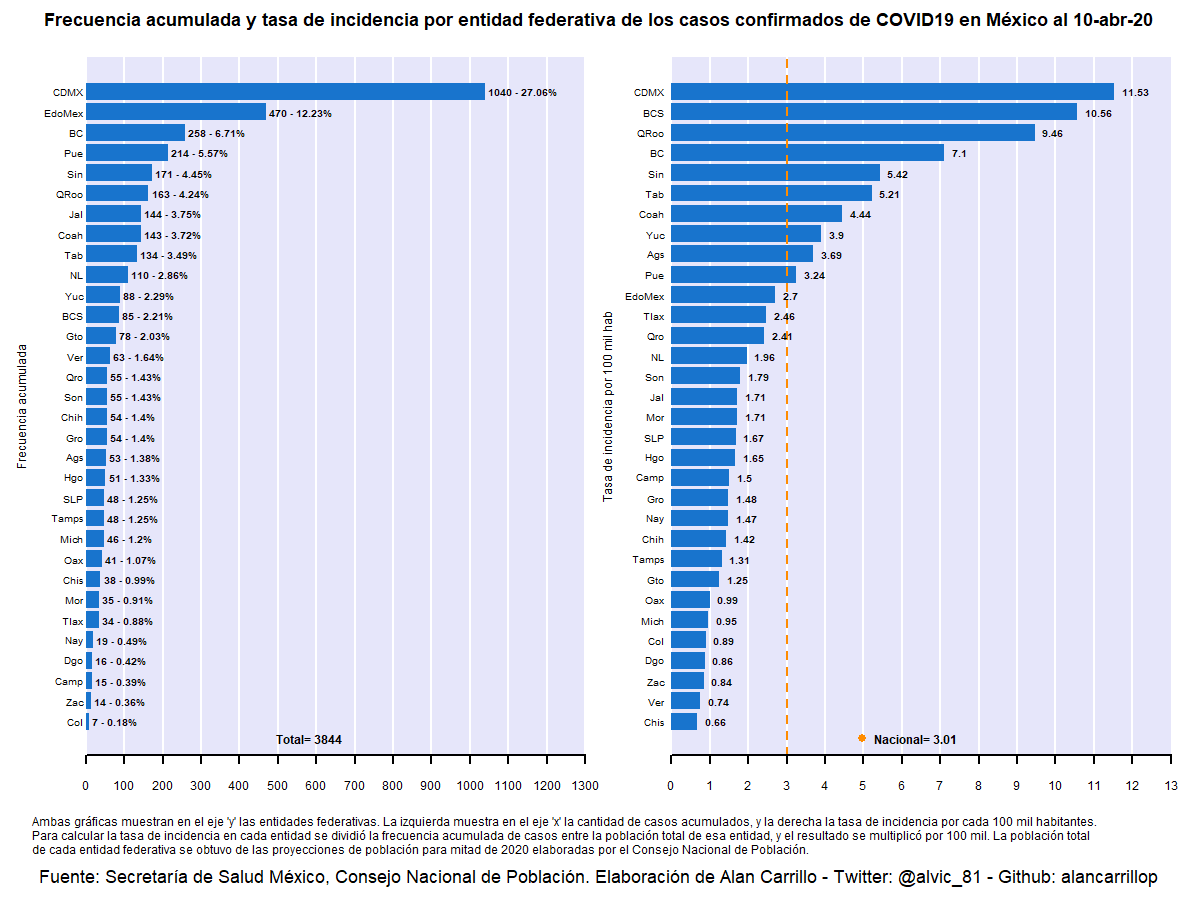 Frecuencia acumulada y tasa de incidencia por entidad federativa de los casos confirmados de COVID19 en México al 10-abr-20
Frecuencia acumulada
CDMX 1040 - 27.06%
EdoMex 470 - 12.23%
BC 258 - 6.71%
Pue 214 - 5.57%
Sin 171 - 4.45%
QRoo 163 - 4.24%
Jal 144 - 3.75%
Coah 143 - 3.72%
Tab 134 - 3.49%
NL 110 - 2.86%
Yuc 88 - 2.29%
BCS 85 - 2.21%
Gto 78 - 2.03%
Ver 63 - 1.64%
Qro 55 - 1.43%
Son 55 - 1.43%
Chih 54 - 1.4%
Gro 54 - 1.4%
Ags 53 - 1.38%
Hgo 51 - 1.33%
SLP 48 - 1.25%
Tamps 48 - 1.25%
Mich 46 - 1.2%
Oax 41 - 1.07%
Chis 38 - 0.99%
Mor 35 - 0.91%
Tlax 34 - 0.88%
Nay 19 - 0.49%
Dgo 16 - 0.42%
Camp 15 - 0.39%
Zac 14 - 0.36%
Col 7 - 0.18%
Total= 3844
0 100 200 300 400 500 600 700 800 900 1000 1100 1200 1300
Tasa de incidencia por 100 mil hab
CDMX 11.53
BCS 10.56
QRoo 9.46
BC 7.1
Sin 5.42
Tab 5.21
Coah 4.44
Yuc 3.9
Ags 3.69
Pue 3.24
EdoMex 2.7
Tlax 2.46
Qro 2.41
NL 1.96
Son 1.79
Jal 1.71
Mor 1.71
SLP 1.67
Hgo 1.65
Camp 1.5
Gro 1.48
Nay 1.47
Chih 1.42
Tamps 1.31
Gto 1.25
Oax 0.99
Mich 0.95
Col 0.89
Dgo 0.86
Zac 0.84
Ver 0.74
Chis 0.66
Nacional= 3.01
0 1 2 3 4 5 6 7 8 9 10 11 12 13
Ambas gráficas muestran en el eje 'y' las entidades federativas. La izquierda muestra en el eje 'x' la cantidad de casos acumulados, y la derecha la tasa de incidencia por cada 100 mil habitantes.
Para calcular la tasa de incidencia en cada entidad se dividió la frecuencia acumulada de casos entre la población total de esa entidad, y el resultado se multiplicó por 100 mil. La población total
de cada entidad federativa se obtuvo de las proyecciones de población para mitad de 2020 elaboradas por el Consejo Nacional de Población.
Fuente: Secretaría de Salud México, Consejo Nacional de Población. Elaboración de Alan Carrillo - Twitter: @alvic_81 - Github: alancarrillop